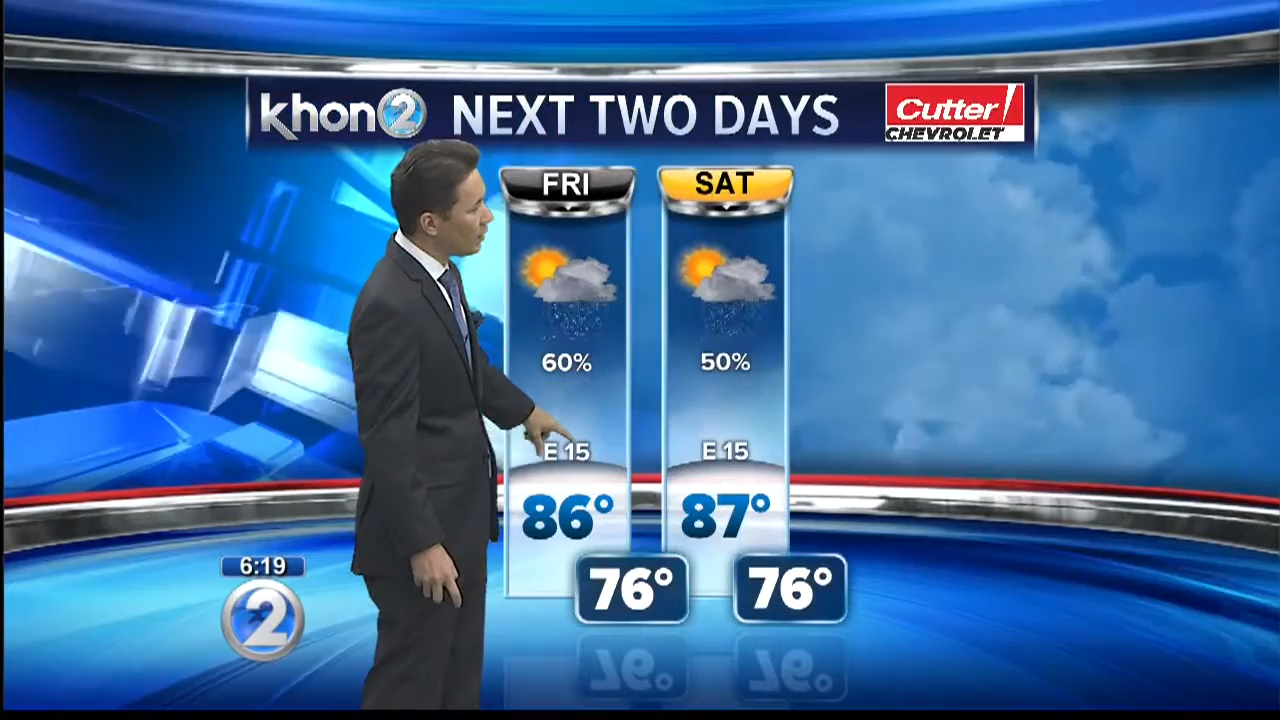 khon2 NEXT TWO DAYS
Cutter
CHEVROLET
FRI SAT
60% 50%
E 15 E 15
86° 87°
76° 76°
6:19
2